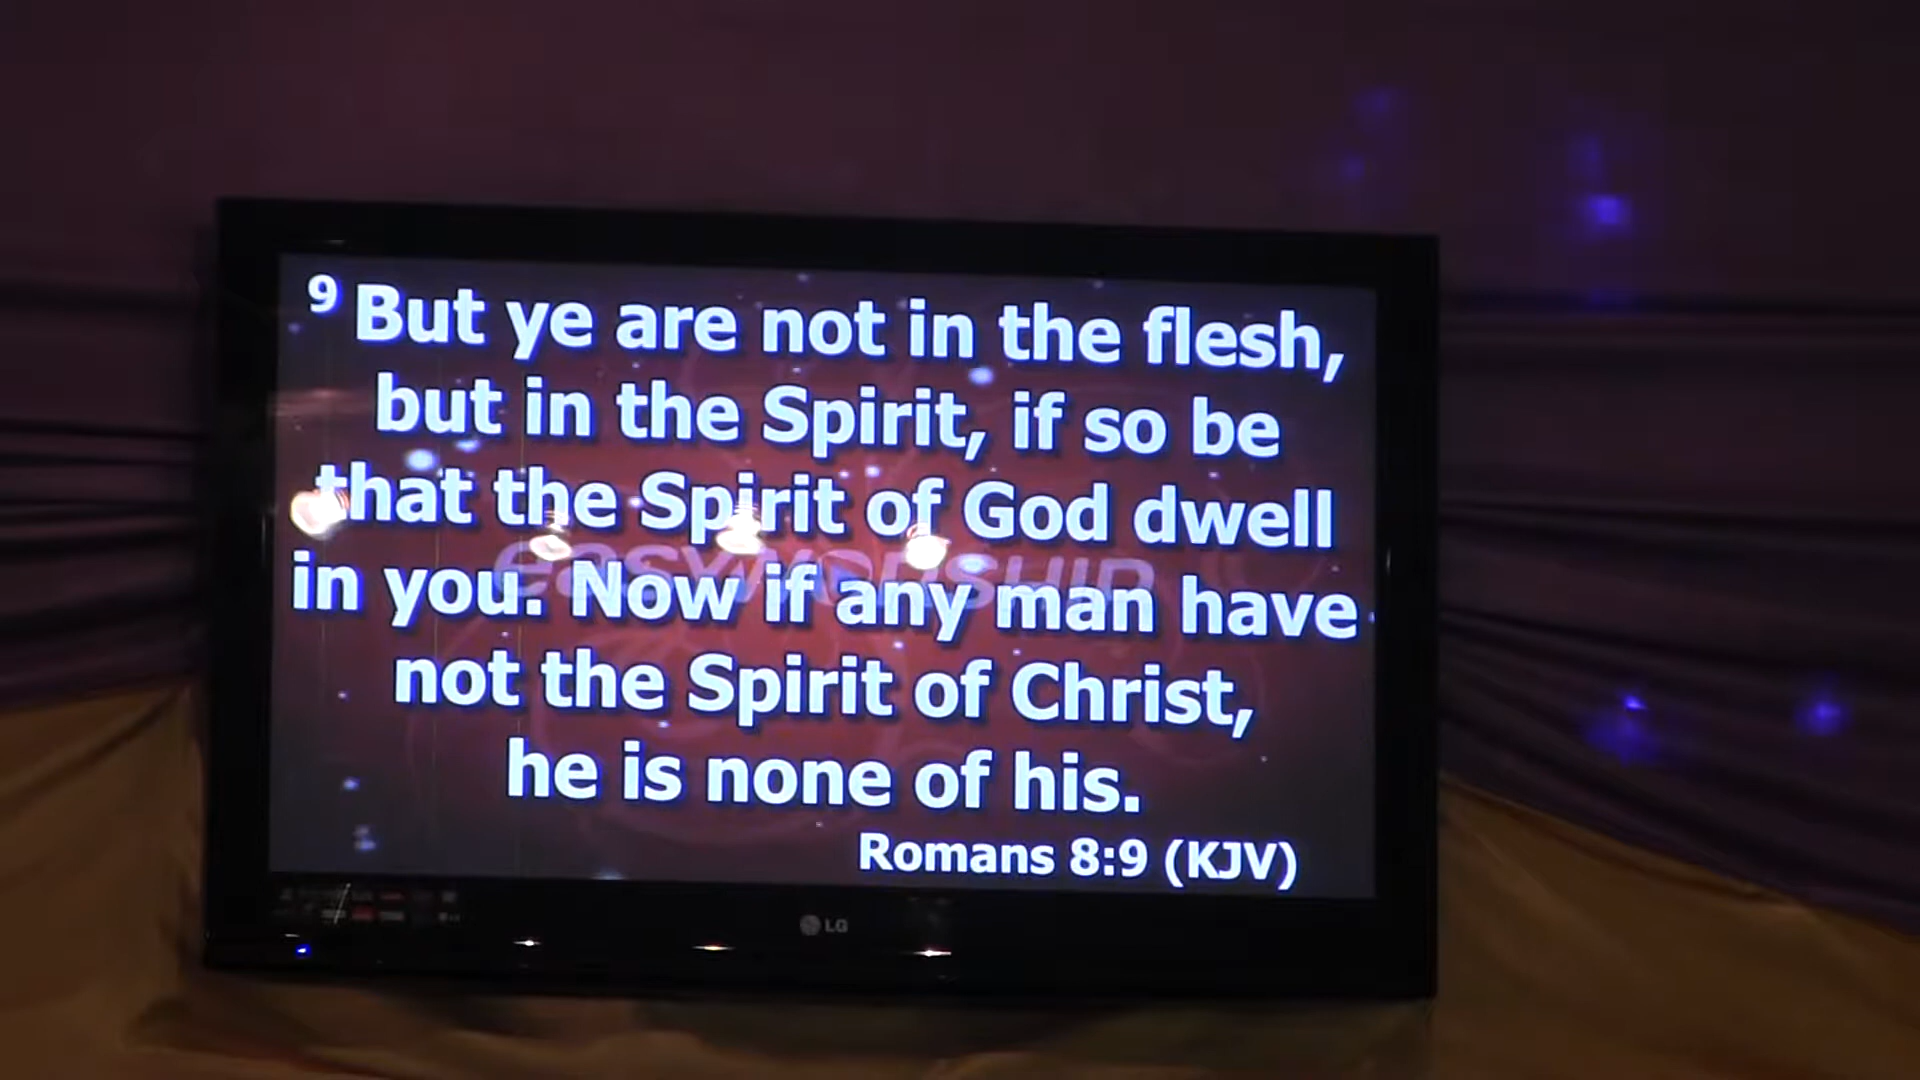 9 But ye are not in the flesh,
but in the Spirit, if so be
that the Spirit of God dwell
in you. Now if any man have
not the Spirit of Christ,
he is none of his.
Romans 8:9 (KJV)
easyworship
LG